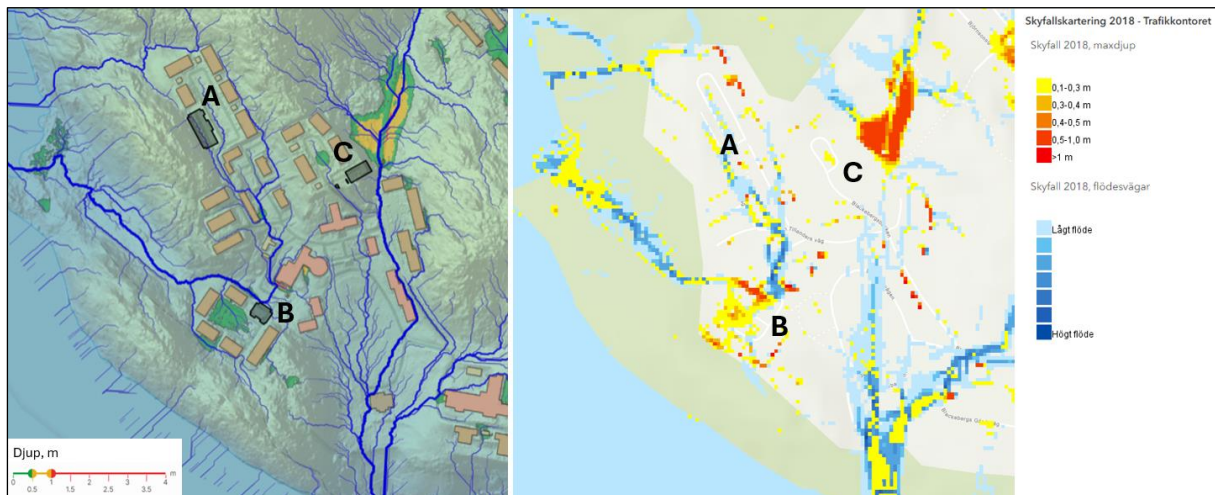 A
C
B
Djup, m
0 0.5 1 1.5 2 2.5 3 3.5 4 m
A
C
B
Tillanders väg
Skyfallskartering 2018 - Trafikkontoret
Skyfall 2018, maxdjup
0,1-0,3 m
0,3-0,4 m
0,4-0,5 m
0,5-1,0 m
>1 m
Skyfall 2018, flödesvägar
Lågt flöde
Högt flöde